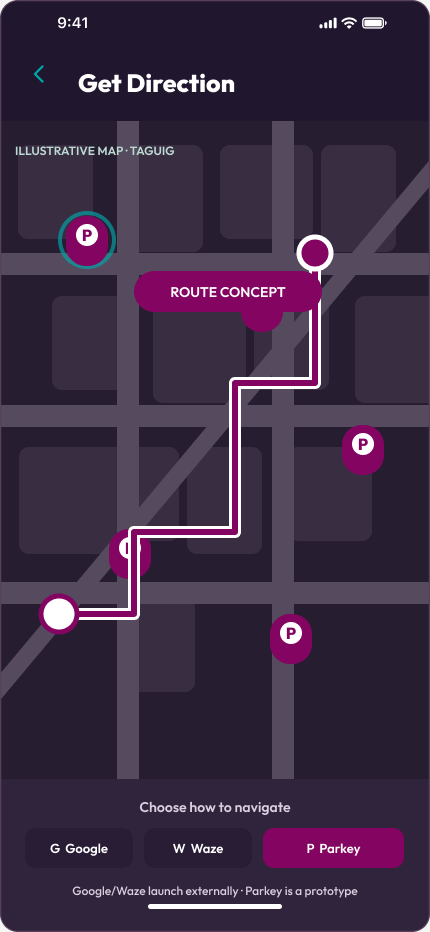 9:41
Get Direction
ILLUSTRATIVE MAP · TAGUIG
P
ROUTE CONCEPT
P
P
Choose how to navigate
G Google
W Waze
P Parkey
Google/Waze launch externally · Parkey is a prototype